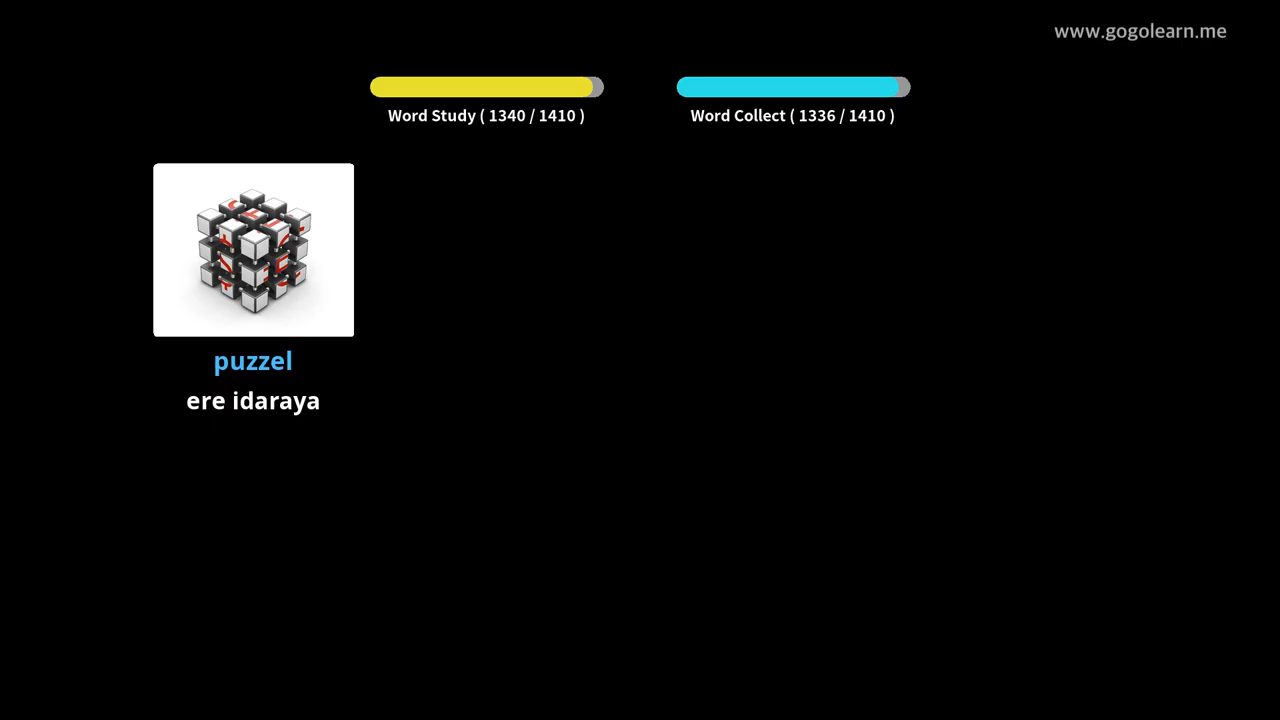 www.gogolearn.me
Word Study ( 1340 / 1410 )
Word Collect ( 1336 / 1410 )
puzzel
ere idaraya